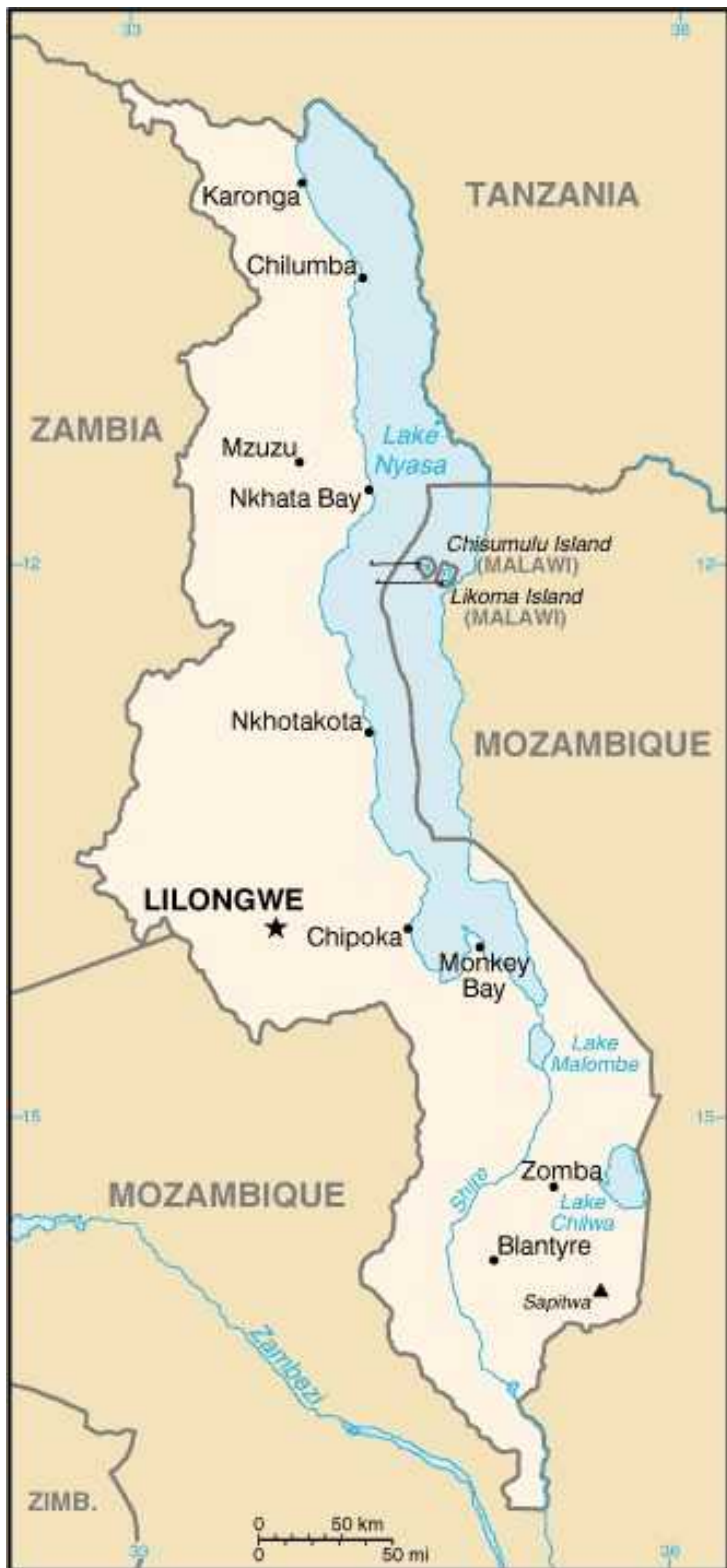 33
36
Karonga
TANZANIA
Chilumba
ZAMBIA
Lake
Nyasa
Mzuzu
Nkhata Bay
Chisumulu Island
(MALAWI)
12
12
Likoma Island
(MALAWI)
Nkhotakota
MOZAMBIQUE
LILONGWE
Chipoka
Monkey
Bay
Lake
Malombe
15
15
Shire
Zomba
MOZAMBIQUE
Lake
Chilwa
Blantyre
Sapitwa
Zambezi
ZIMB.
0 50 km
0 50 mi
33
36